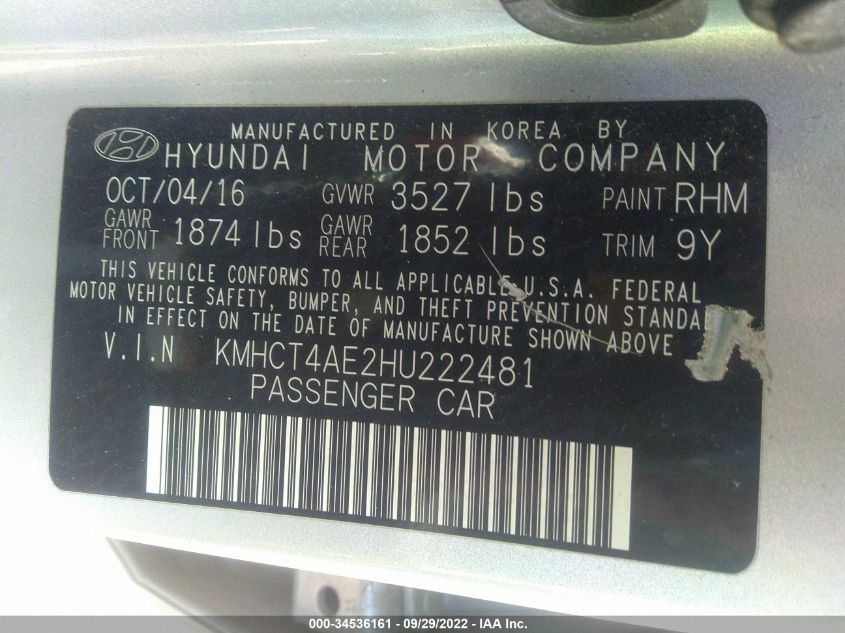 MANUFACTURED IN KOREA BY
HYUNDAI MOTOR COMPANY
OCT/04/16 GVWR 3527 lbs PAINT RHM
GAWR FRONT 1874 lbs GAWR REAR 1852 lbs TRIM 9Y
THIS VEHICLE CONFORMS TO ALL APPLICABLE U.S.A. FEDERAL
MOTOR VEHICLE SAFETY, BUMPER, AND THEFT PREVENTION STANDA
IN EFFECT ON THE DATE OF MANUFACTURE SHOWN ABOVE
V.I.N KMHCT4AE2HU222481
PASSENGER CAR
000-34536161 - 09/29/2022 - IAA Inc.